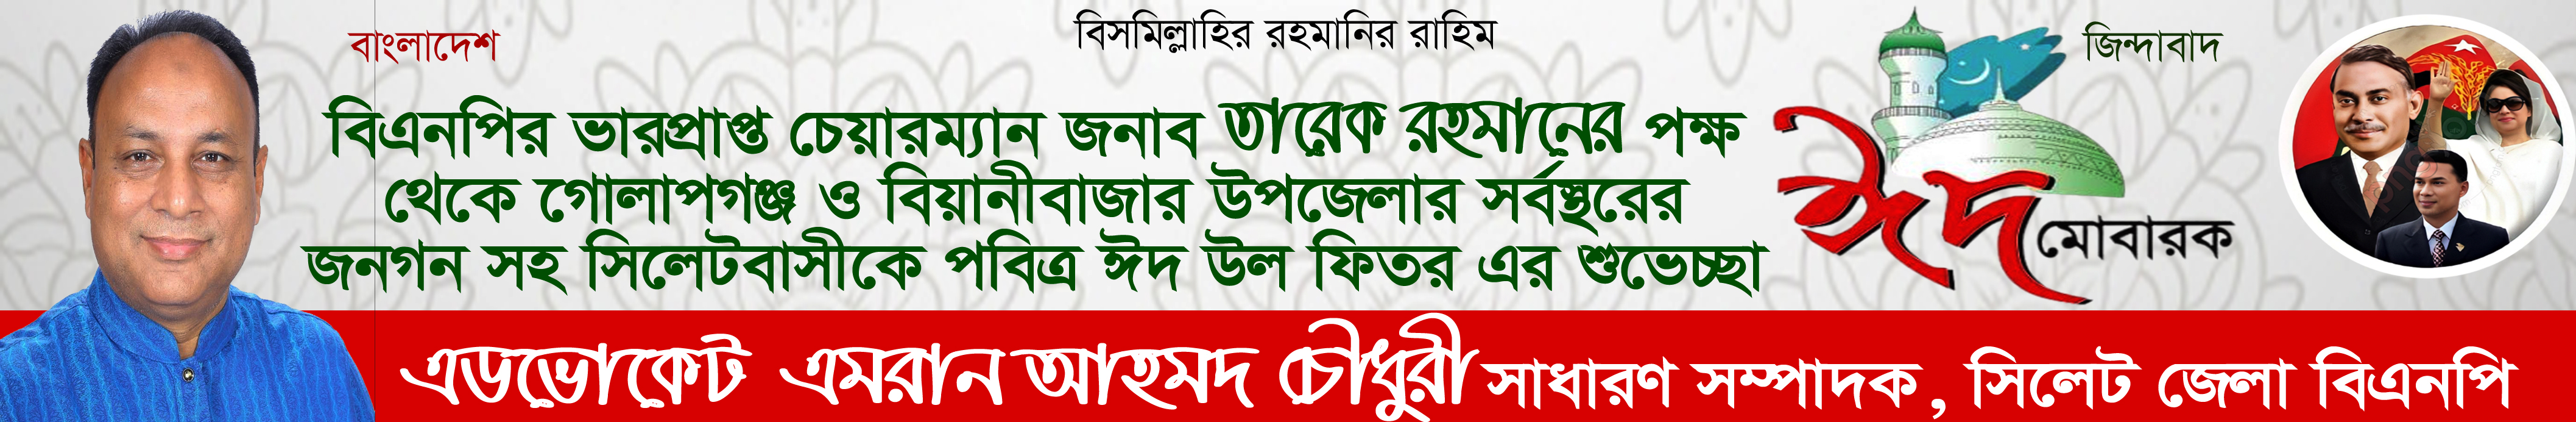 বিসমিল্লাহির রহমানির রাহিম
বাংলাদেশ
জিন্দাবাদ
বিএনপির ভারপ্রাপ্ত চেয়ারম্যান জনাব তারেক রহমানের পক্ষ
থেকে গোলাপগঞ্জ ও বিয়ানীবাজার উপজেলার সর্বস্থরের
জনগন সহ সিলেটবাসীকে পবিত্র ঈদ উল ফিতর এর শুভেচ্ছা
ঈদ
মোবারক
এডভোকেট এমরান আহমদ চৌধুরী সাধারণ সম্পাদক, সিলেট জেলা বিএনপি